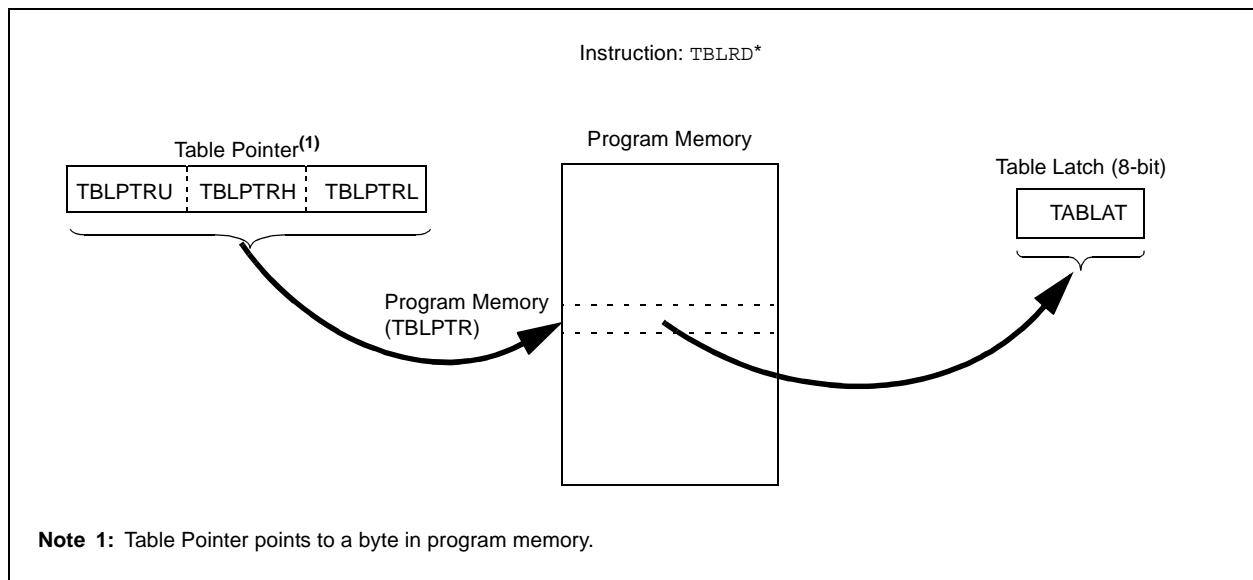 Instruction: TBLRD*
Table Pointer(1)
TBLPTRU TBLPTRH TBLPTRL
Program Memory
Table Latch (8-bit)
TABLAT
Program Memory
(TBLPTR)
Note 1: Table Pointer points to a byte in program memory.